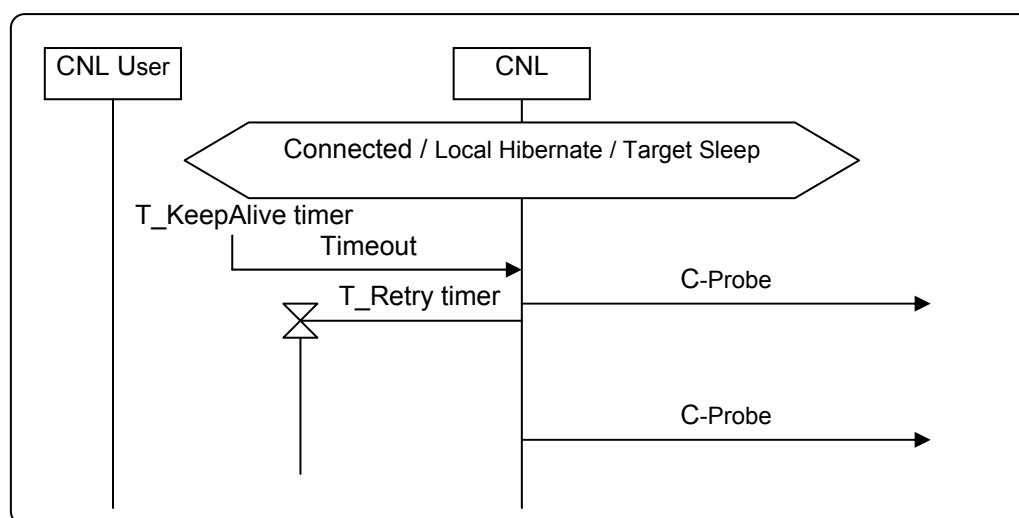 CNL User
CNL
Connected / Local Hibernate / Target Sleep
T_KeepAlive timer
Timeout
C-Probe
T_Retry timer
C-Probe